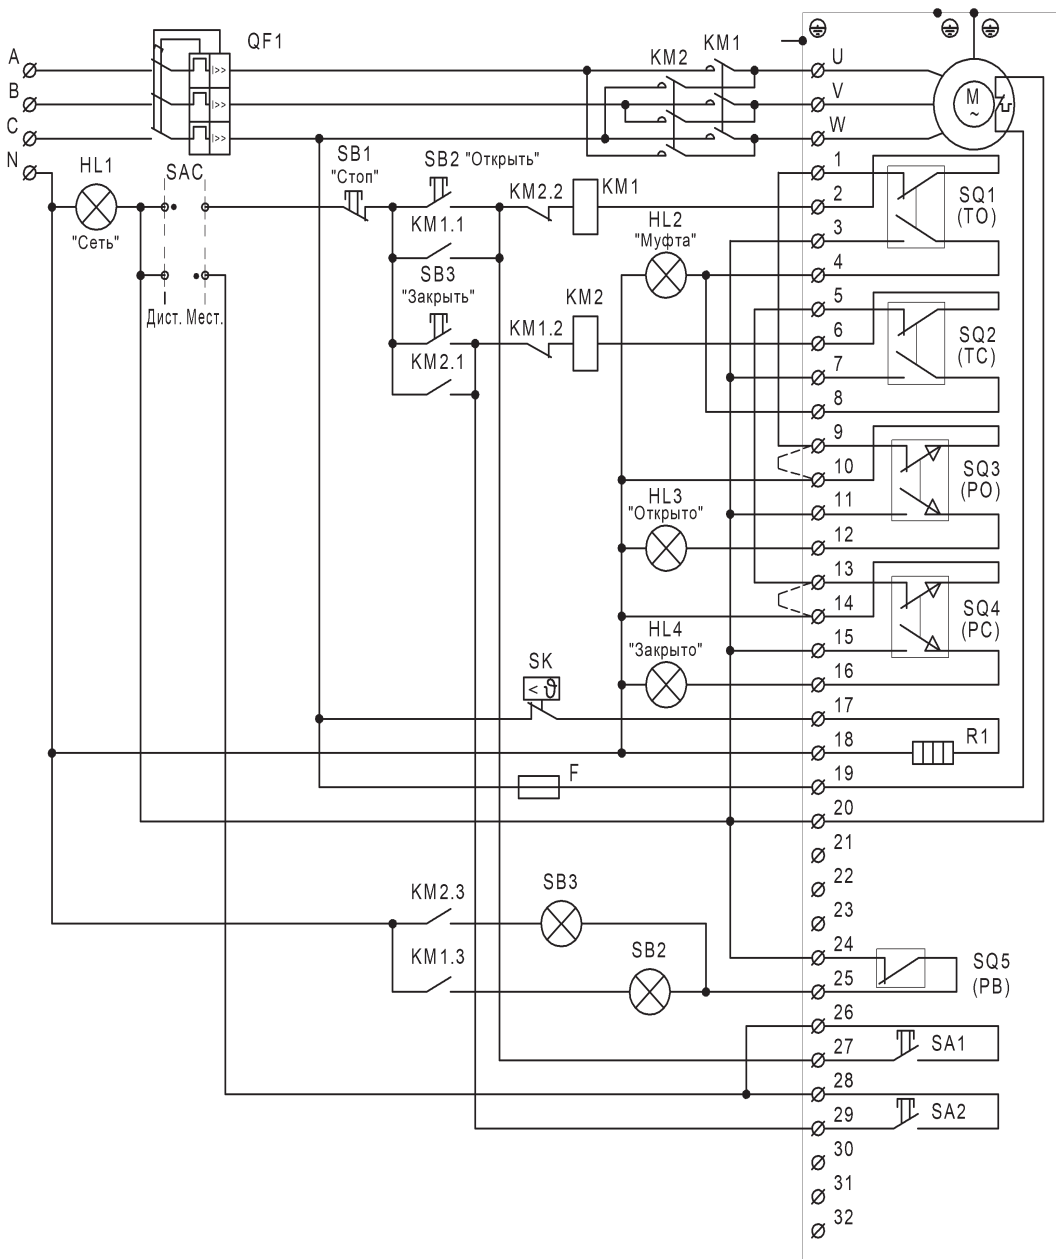 A
B
C
N
QF1
I>>
I>>
I>>
KM2
KM1
U
V
W
M
~
HL1
"Сеть"
SAC
Дист.
Мест.
SB1
"Стоп"
SB2 "Открыть"
KM1.1
SB3
"Закрыть"
KM2.1
KM2.2
KM1
KM1.2
KM2
HL2
"Муфта"
HL3
"Открыто"
HL4
"Закрыто"
SK
< ϑ
F
1
2
3
4
5
6
7
8
9
10
11
12
13
14
15
16
17
18
19
20
21
22
23
24
25
26
27
28
29
30
31
32
SQ1
(ТО)
SQ2
(ТС)
SQ3
(РО)
SQ4
(РС)
R1
KM2.3
SB3
KM1.3
SB2
SQ5
(РВ)
SA1
SA2